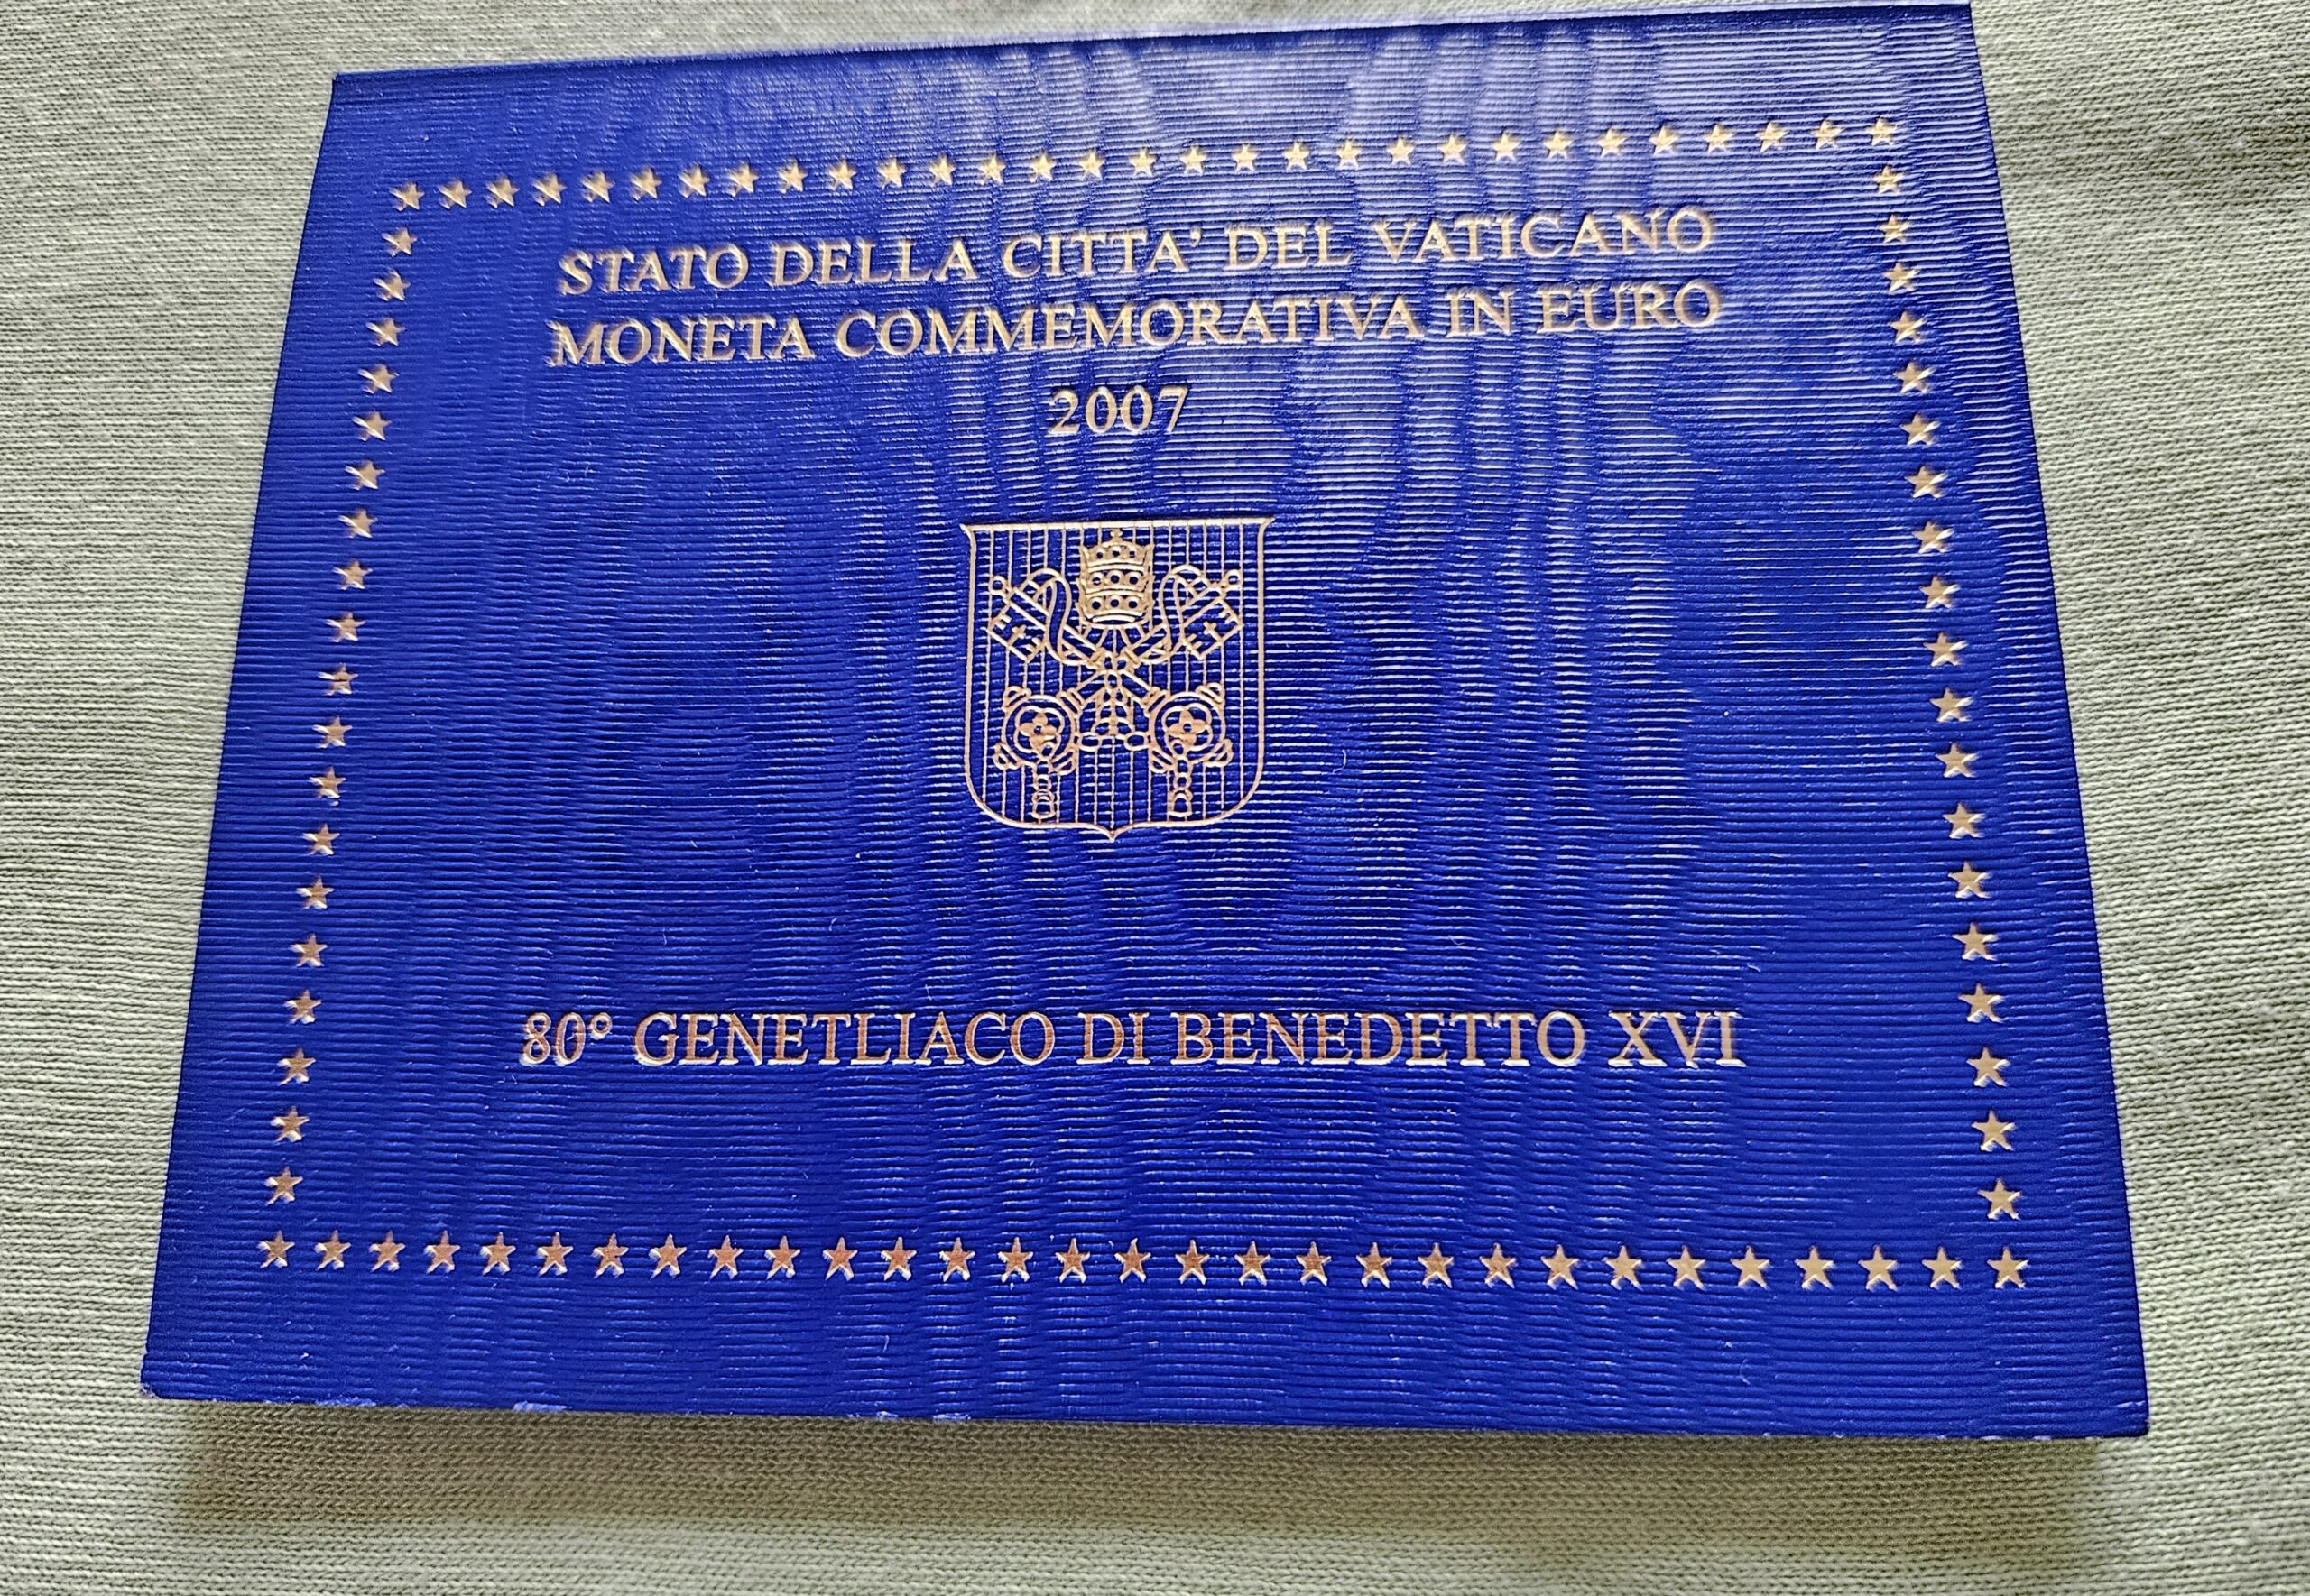 STATO DELLA CITTA' DEL VATICANO
MONETA COMMEMORATIVA IN EURO
2007
80° GENETLIACO DI BENEDETTO XVI